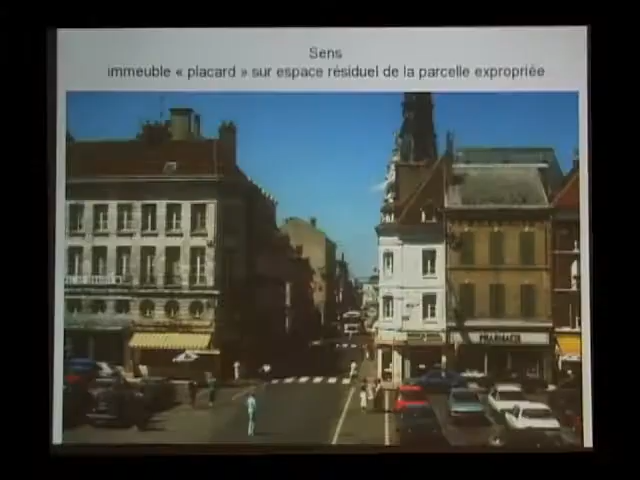 Sens
immeuble « placard » sur espace résiduel de la parcelle expropriée
PHARMACIE